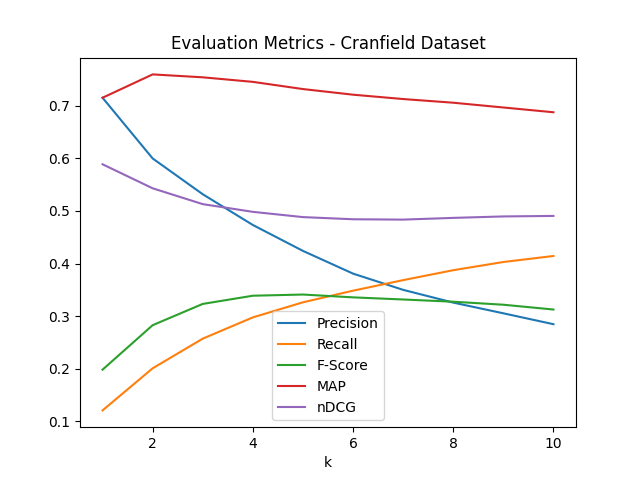 Evaluation Metrics - Cranfield Dataset
0.7
0.6
0.5
0.4
0.3
0.2
0.1
Precision
Recall
F-Score
MAP
nDCG
2 4 6 8 10
k